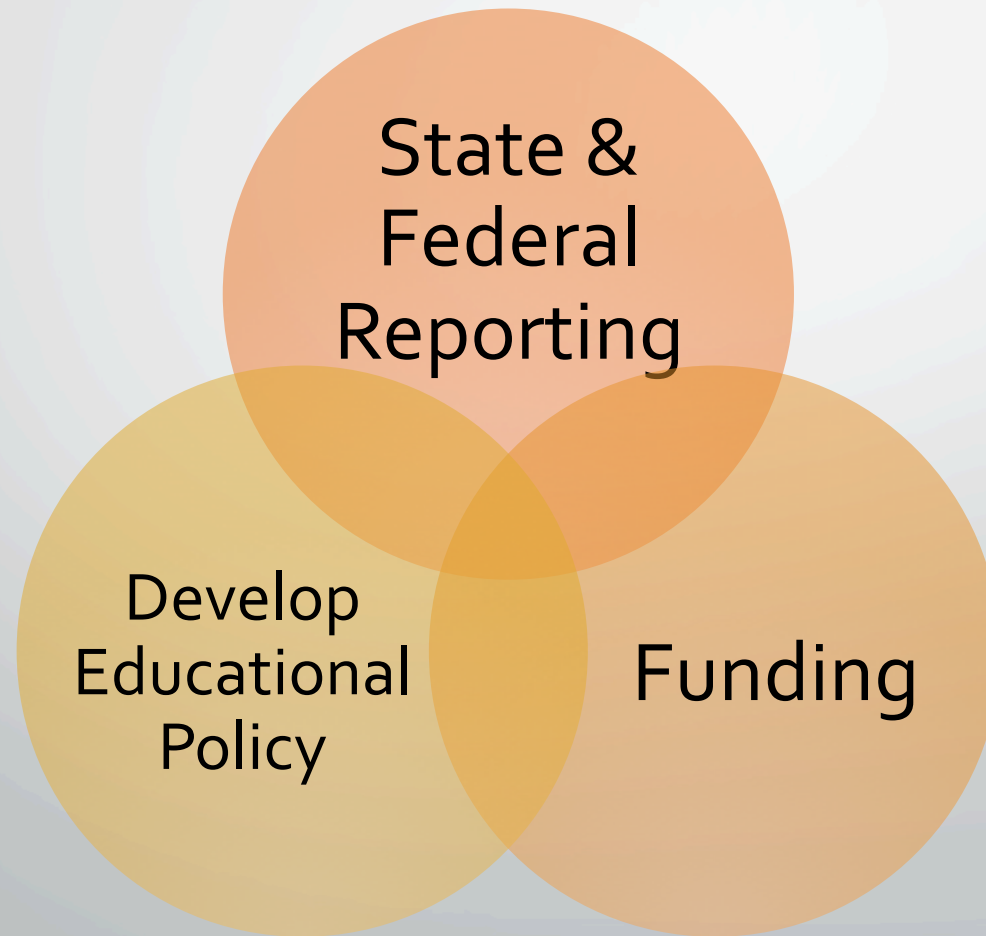 State &
Federal
Reporting
Develop
Educational
Policy
Funding